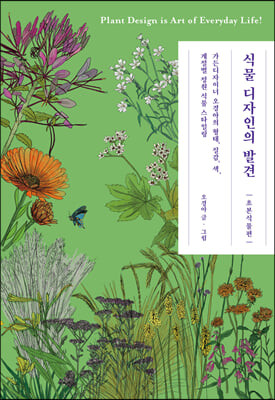 Plant Design is Art of Everyday Life!
식물 디자인의 발견
| 초본식물편 |
가든디자이너 오경아의 형태, 질감, 색,
계절별 정원 식물 스타일링
오경아 글·그림